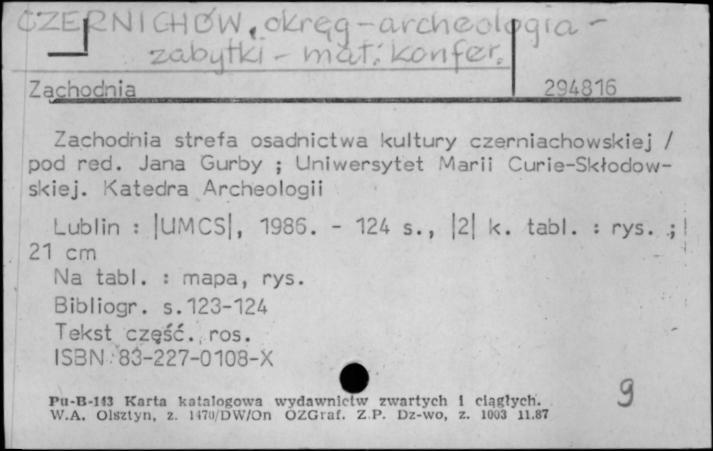 CZERNICHÓW, okręg - archeologia -
zabytki - mat. konfer.
Zachodnia 294816
Zachodnia strefa osadnictwa kultury czerniachowskiej /
pod red. Jana Gurby ; Uniwersytet Marii Curie-Skłodow-
skiej. Katedra Archeologii
Lublin : |UMCS|, 1986. - 124 s., |2| k. tabl. : rys. ;
21 cm
Na tabl. : mapa, rys.
Bibliogr. s.123-124
Tekst część. ros.
ISBN 83-227-0108-X
Pu-B-143 Karta katalogowa wydawnictw zwartych i ciągłych.
W.A. Olsztyn, z. 1470/DW/On OZGraf. Z.P. Dz-wo, z. 1003 11.87
9